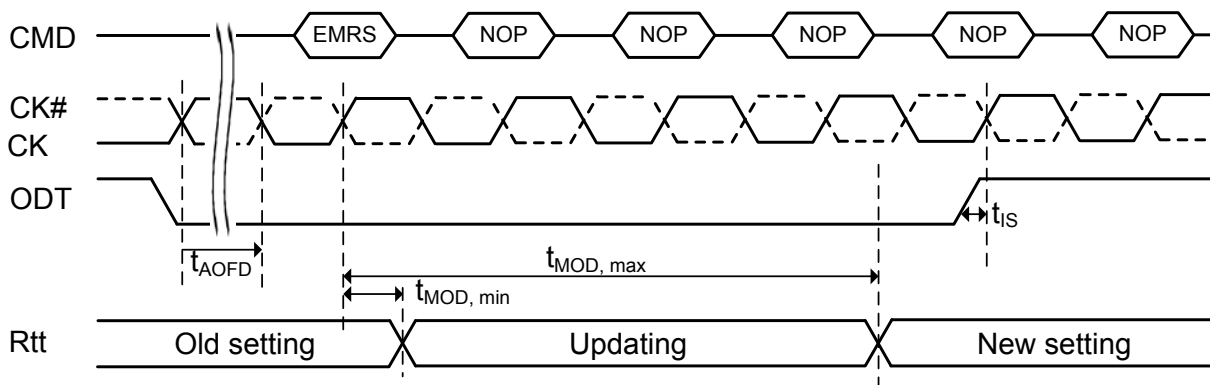 CMD EMRS NOP NOP NOP NOP NOP
CK#
CK
ODT
tIS
tAOFD
tMOD, max
tMOD, min
Rtt Old setting Updating New setting